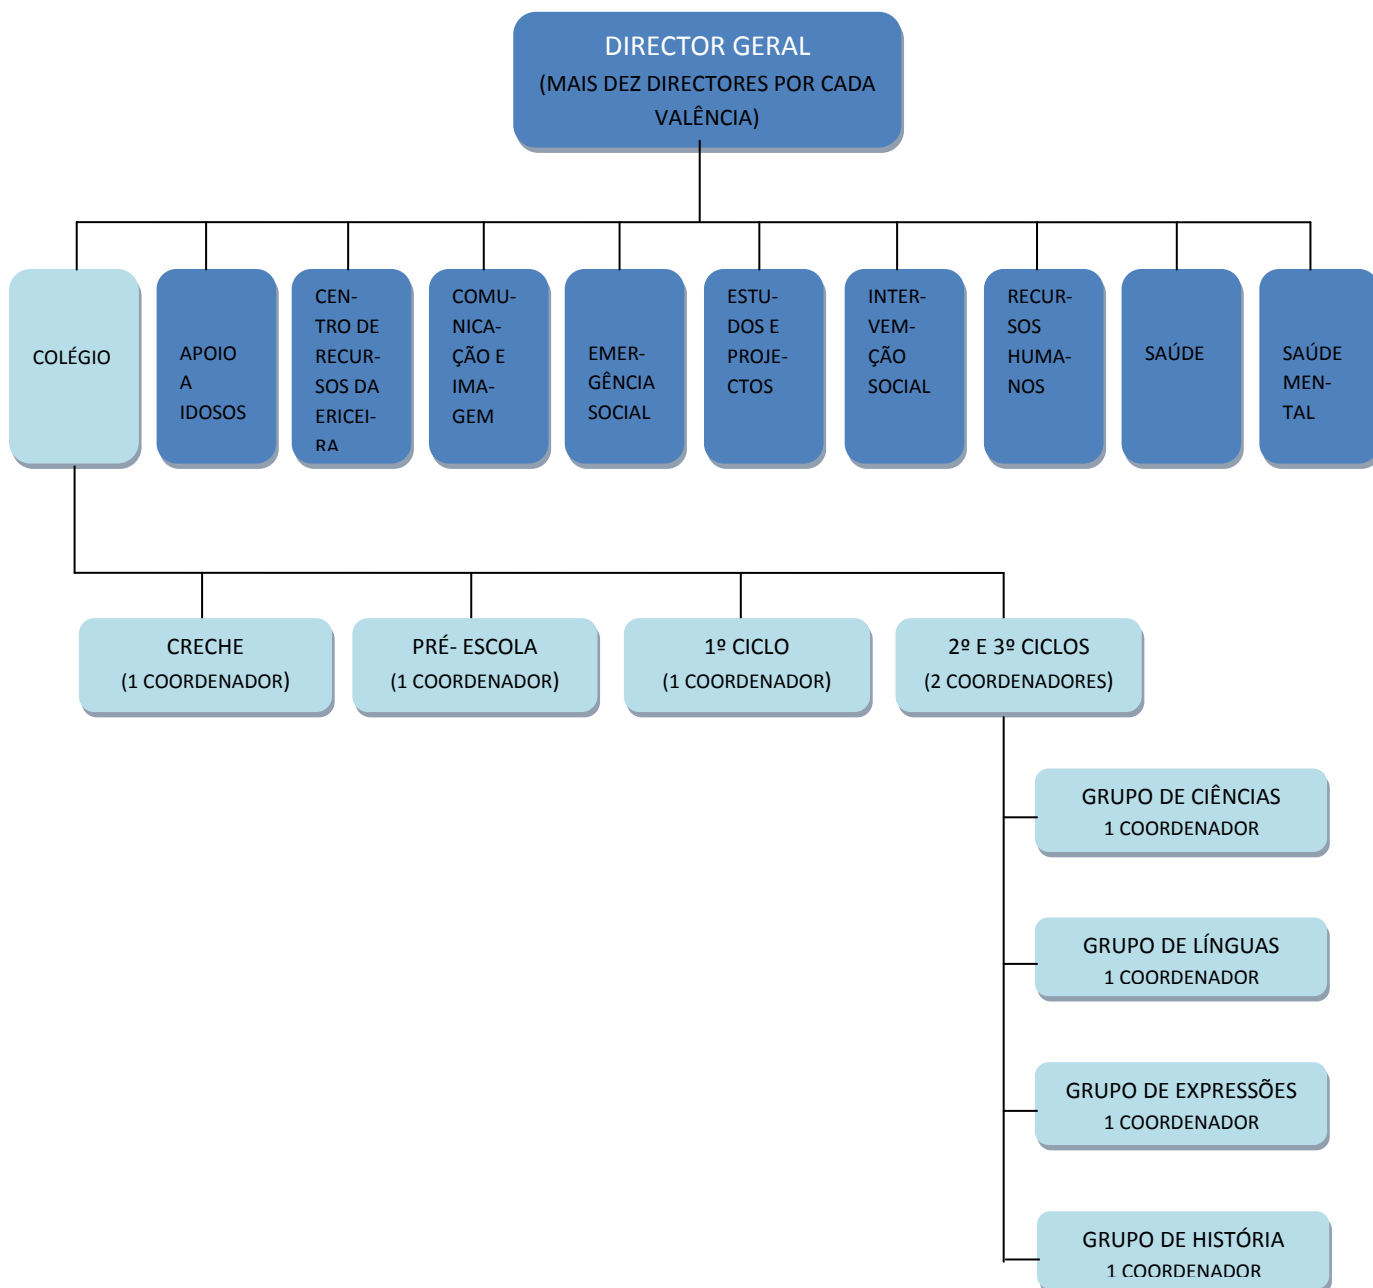 DIRECTOR GERAL
(MAIS DEZ DIRECTORES POR CADA
VALÊNCIA)
COLÉGIO
APOIO
A
IDOSOS
CEN-
TRO DE
RECUR-
SOS DA
ERICEI-
RA
COMU-
NICA-
ÇÃO E
IMA-
GEM
EMER-
GÊNCIA
SOCIAL
ESTU-
DOS E
PROJE-
CTOS
INTER-
VEM-
ÇÃO
SOCIAL
RECUR-
SOS
HUMA-
NOS
SAÚDE
SAÚDE
MEN-
TAL
CRECHE
(1 COORDENADOR)
PRÉ- ESCOLA
(1 COORDENADOR)
1º CICLO
(1 COORDENADOR)
2º E 3º CICLOS
(2 COORDENADORES)
GRUPO DE CIÊNCIAS
1 COORDENADOR
GRUPO DE LÍNGUAS
1 COORDENADOR
GRUPO DE EXPRESSÕES
1 COORDENADOR
GRUPO DE HISTÓRIA
1 COORDENADOR